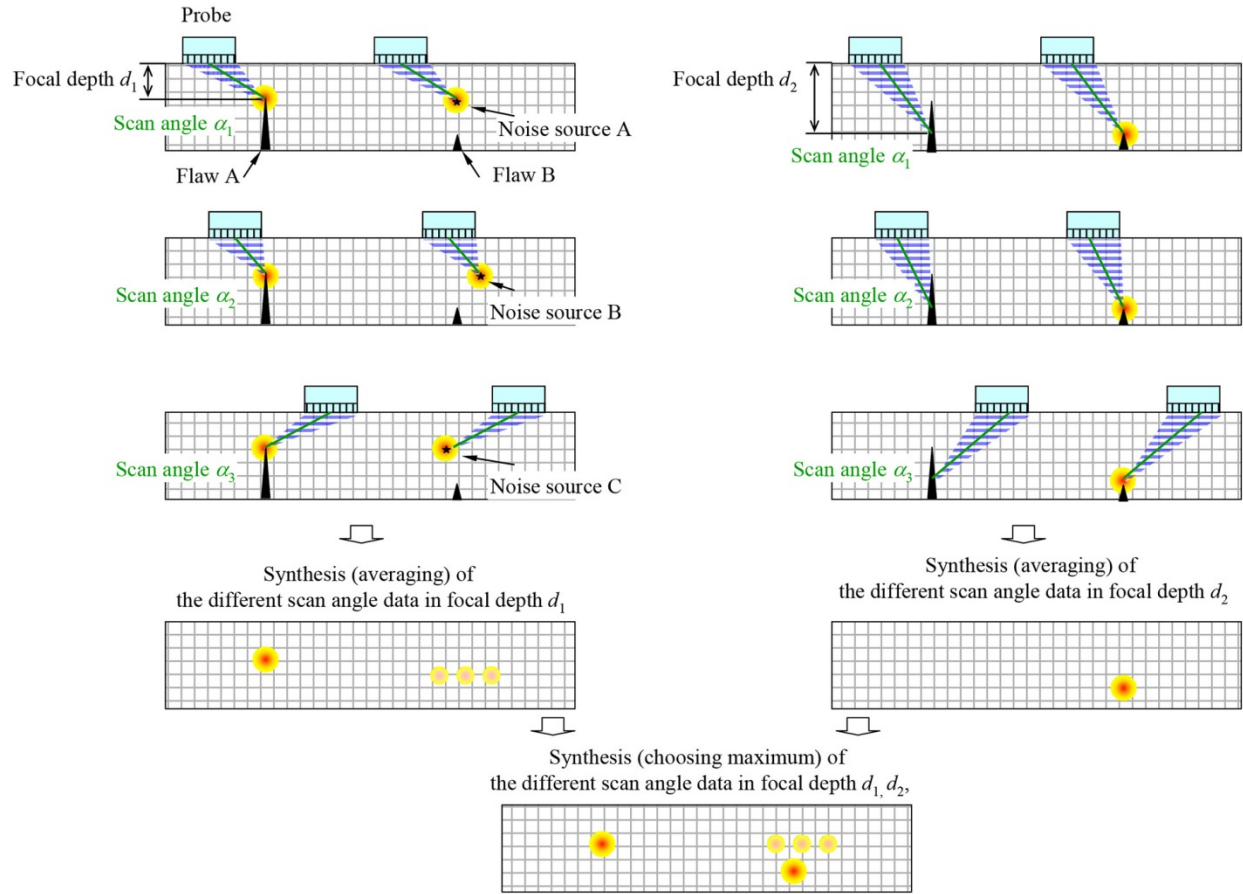 Probe
Focal depth d1
Scan angle α1
Noise source A
Flaw A
Flaw B
Scan angle α2
Noise source B
Scan angle α3
Noise source C
Synthesis (averaging) of
the different scan angle data in focal depth d1
Focal depth d2
Scan angle α1
Scan angle α2
Scan angle α3
Synthesis (averaging) of
the different scan angle data in focal depth d2
Synthesis (choosing maximum) of
the different scan angle data in focal depth d1, d2,